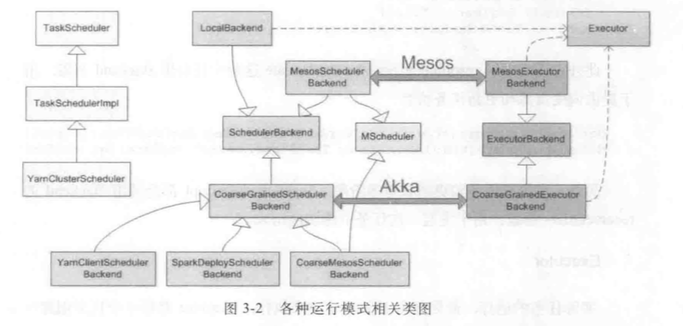 TaskScheduler
LocalBackend
Executor
MesosScheduler
Backend
Mesos
MesosExecutor
Backend
TaskSchedulerImpl
SchedulerBackend
MScheduler
ExecutorBackend
YarnClusterScheduler
CoarseGrainedScheduler
Backend
Akka
CoarseGrainedExecutor
Backend
YarnClientScheduler
Backend
SparkDeployScheduler
Backend
CoarseMesosScheduler
Backend
图 3-2 各种运行模式相关类图